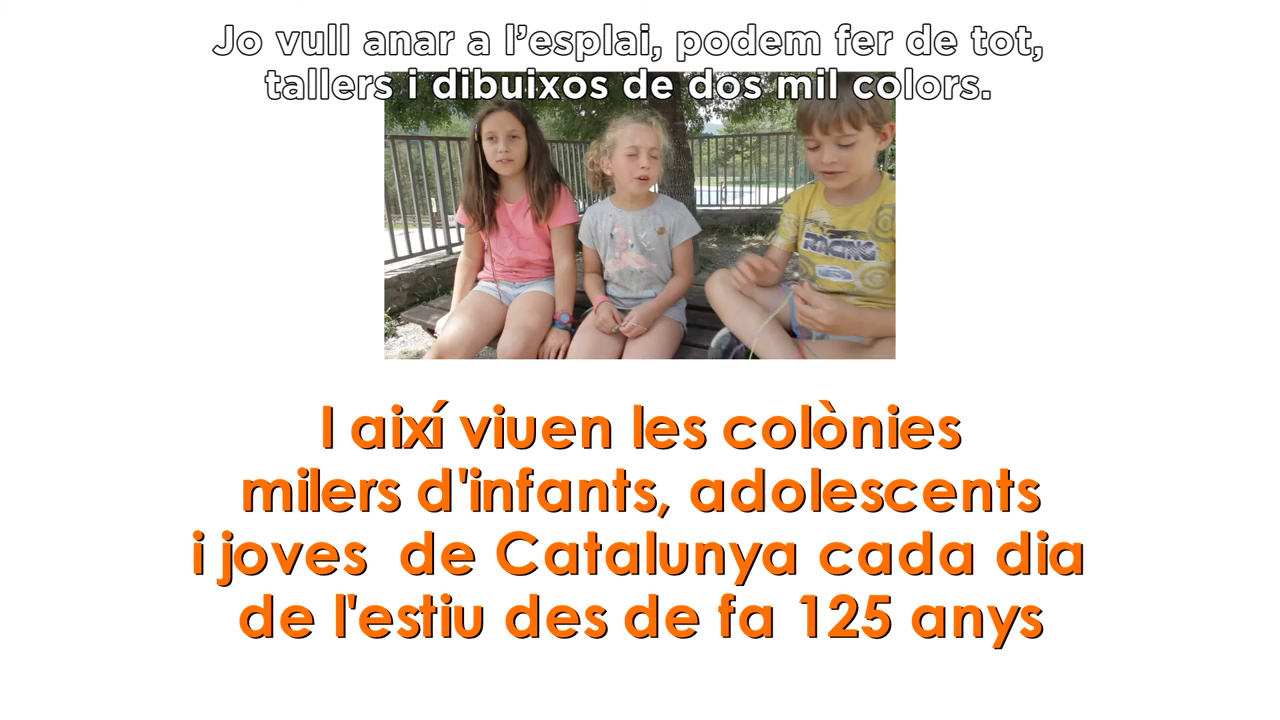 Jo vull anar a l’esplai, podem fer de tot,
tallers i dibuixos de dos mil colors.
RACING
I així viuen les colònies
milers d'infants, adolescents
i joves de Catalunya cada dia
de l'estiu des de fa 125 anys